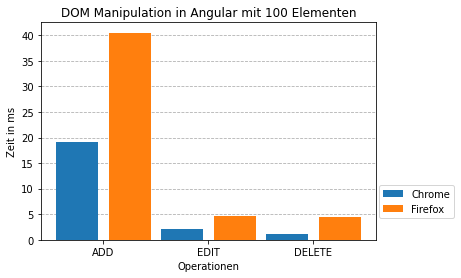 DOM Manipulation in Angular mit 100 Elementen
40
35
30
25
20
15
10
5
0
Zeit in ms
ADD EDIT DELETE
Operationen
Chrome
Firefox